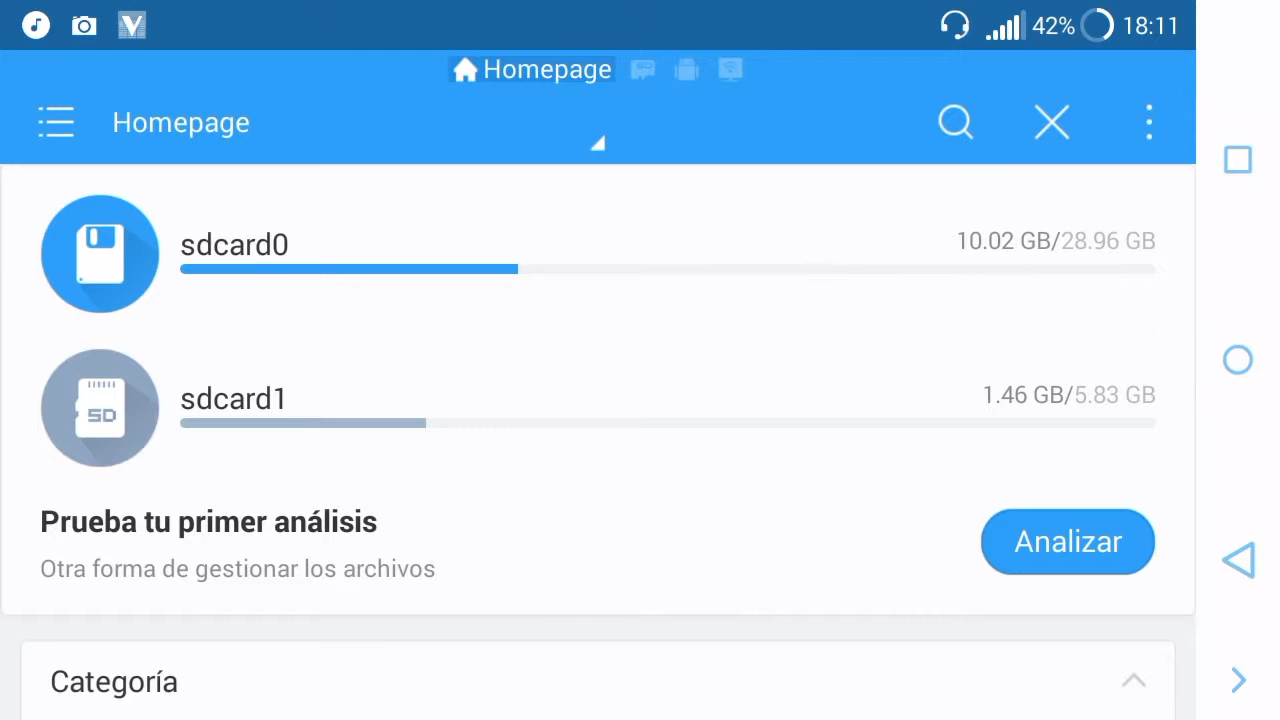 42% 18:11
Homepage
Homepage
sdcard0 10.02 GB/28.96 GB
SD
sdcard1 1.46 GB/5.83 GB
Prueba tu primer análisis
Otra forma de gestionar los archivos
Analizar
Categoría